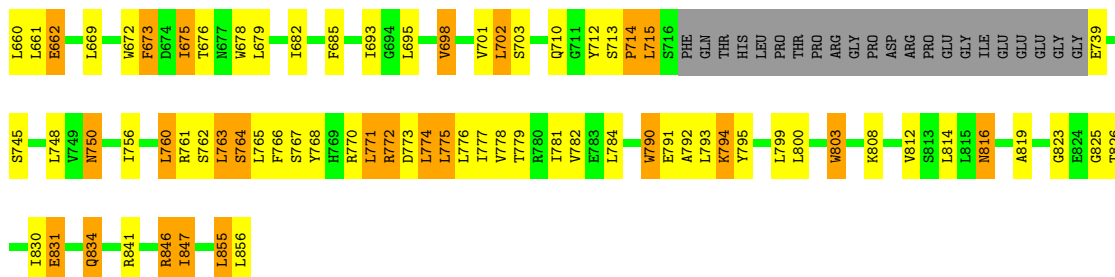 L660 L661 E662 L669 W672 F673 D674 I675 T676 N677 W678 L679 I682 F685 I693 G694 L695 V698 V701 L702 S703 Q710 G711 Y712 S713 P714 L715 S716 PHE GLN THR HIS LEU PRO THR PRO ARG GLY PRO ASP ARG PRO GLU GLY ILE GLU GLU GLU GLY GLY E739
S745 L748 V749 N750 I756 L760 R761 S762 L763 S764 L765 F766 S767 Y768 H769 R770 L771 R772 D773 L774 L775 L776 I777 V778 T779 R780 I781 V782 E783 L784 W790 E791 A792 L793 K794 Y795 L799 L800 W803 K808 V812 S813 L814 L815 N816 A819 G823 E824 G825 T826
I830 E831 Q834 R841 R846 I847 L855 L856